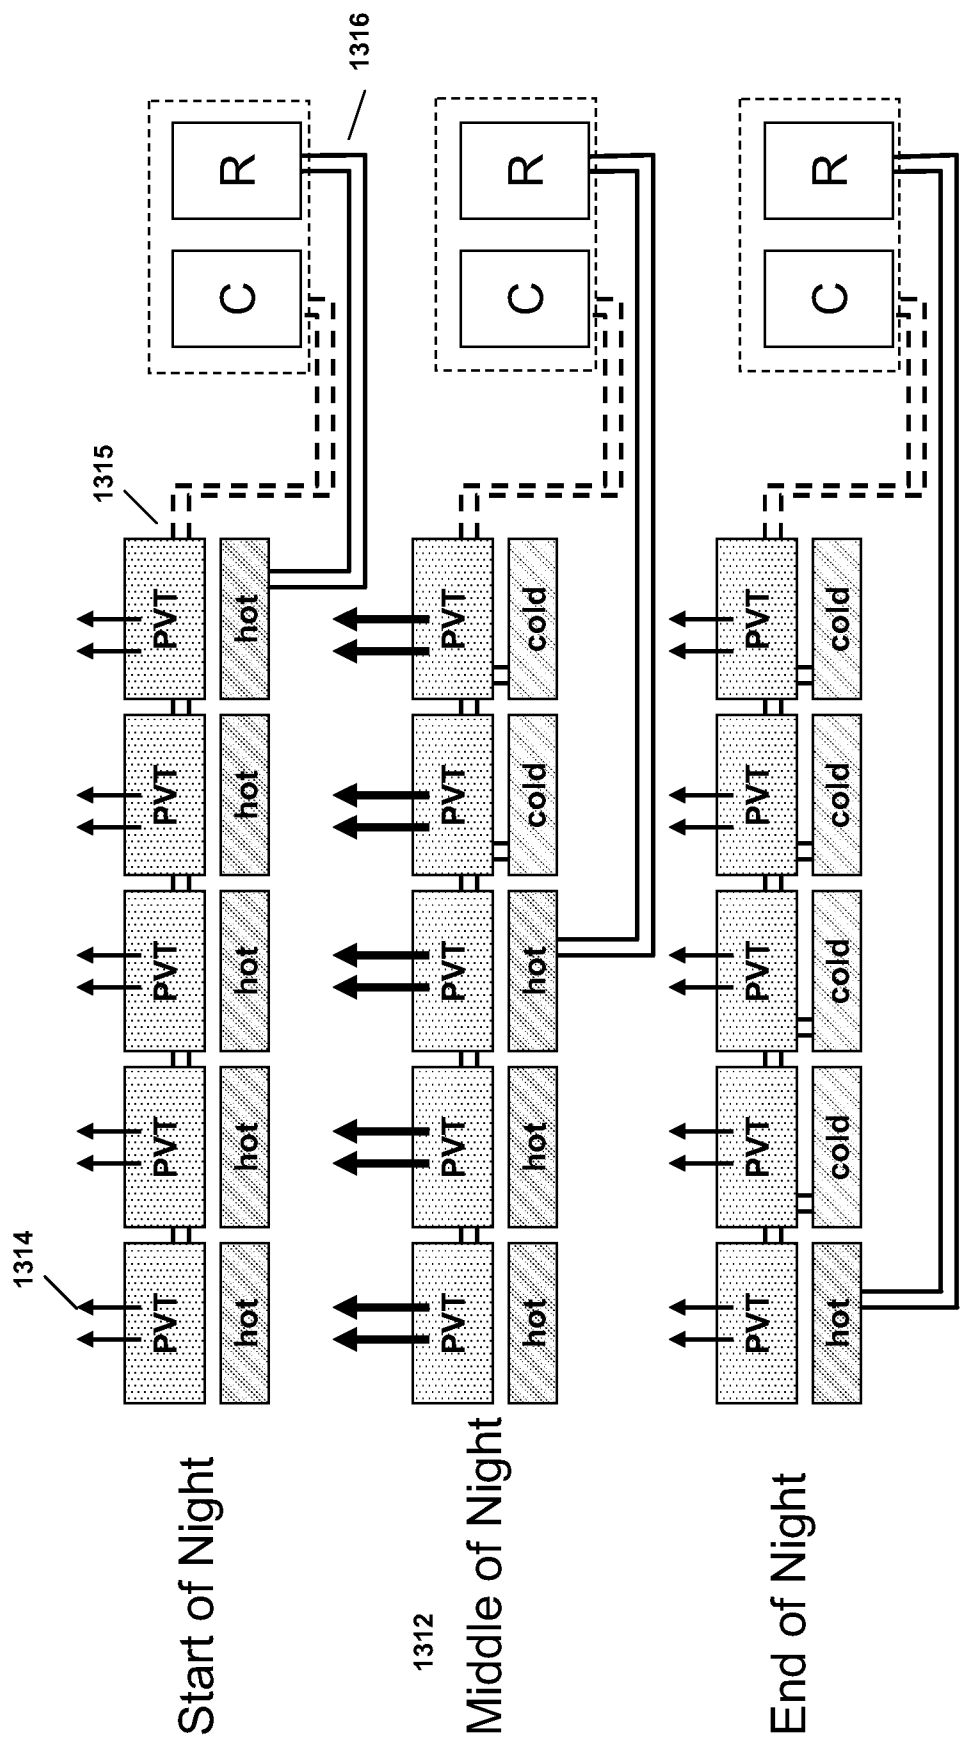 1314
1315
1316
PVT PVT PVT PVT PVT
Start of Night
hot hot hot hot hot
C R
1312
PVT PVT PVT PVT PVT
Middle of Night
hot hot hot cold cold
C R
PVT PVT PVT PVT PVT
End of Night
hot cold cold cold cold
C R